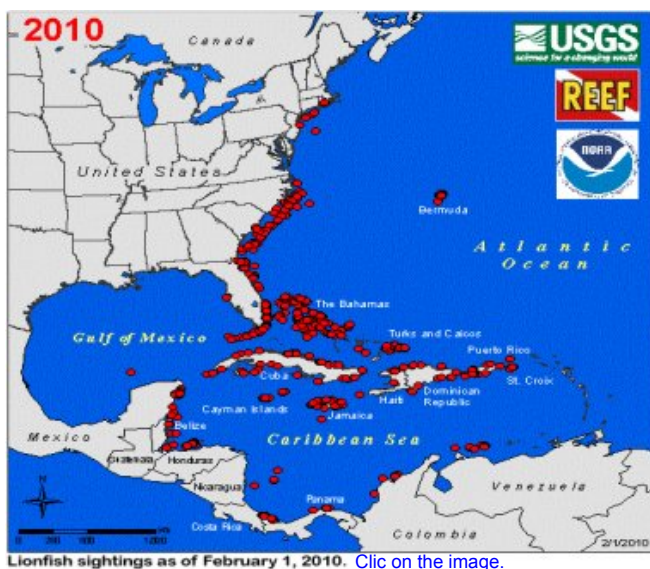 2010
Canada
USGS
science for a changing world
REEF
NOAA
United States
Bermuda
Atlantic
Ocean
The Bahamas
Gulf of Mexico
Turks and Caicos
Puerto Rico
Cuba
St. Croix
Haiti
Dominican
Republic
Cayman Islands
Jamaica
Mexico
Belize
Caribbean Sea
Guatemala
Honduras
Nicaragua
Panama
Venezuela
Costa Rica
N
Colombia
2/1/2010
Lionfish sightings as of February 1, 2010. Clic on the image.